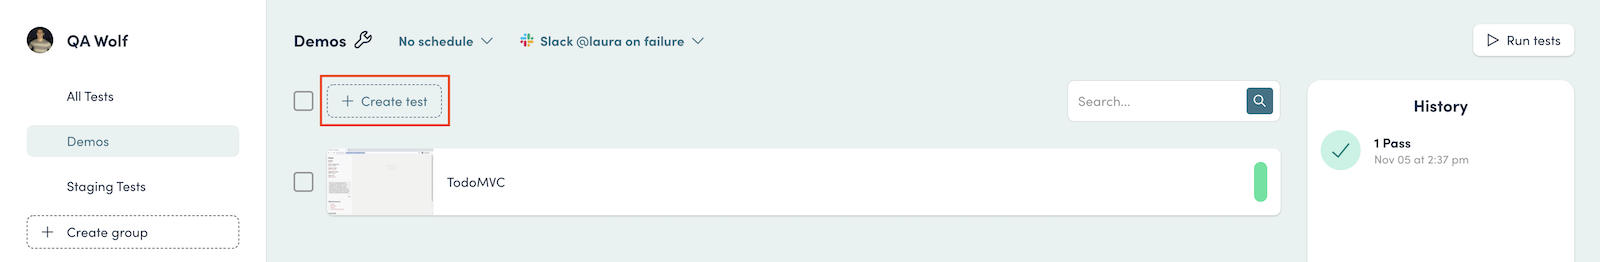 QA Wolf
All Tests
Demos
Staging Tests
+ Create group
Demos
No schedule
Slack @laura on failure
Run tests
+ Create test
Search...
TodoMVC
History
1 Pass
Nov 05 at 2:37 pm